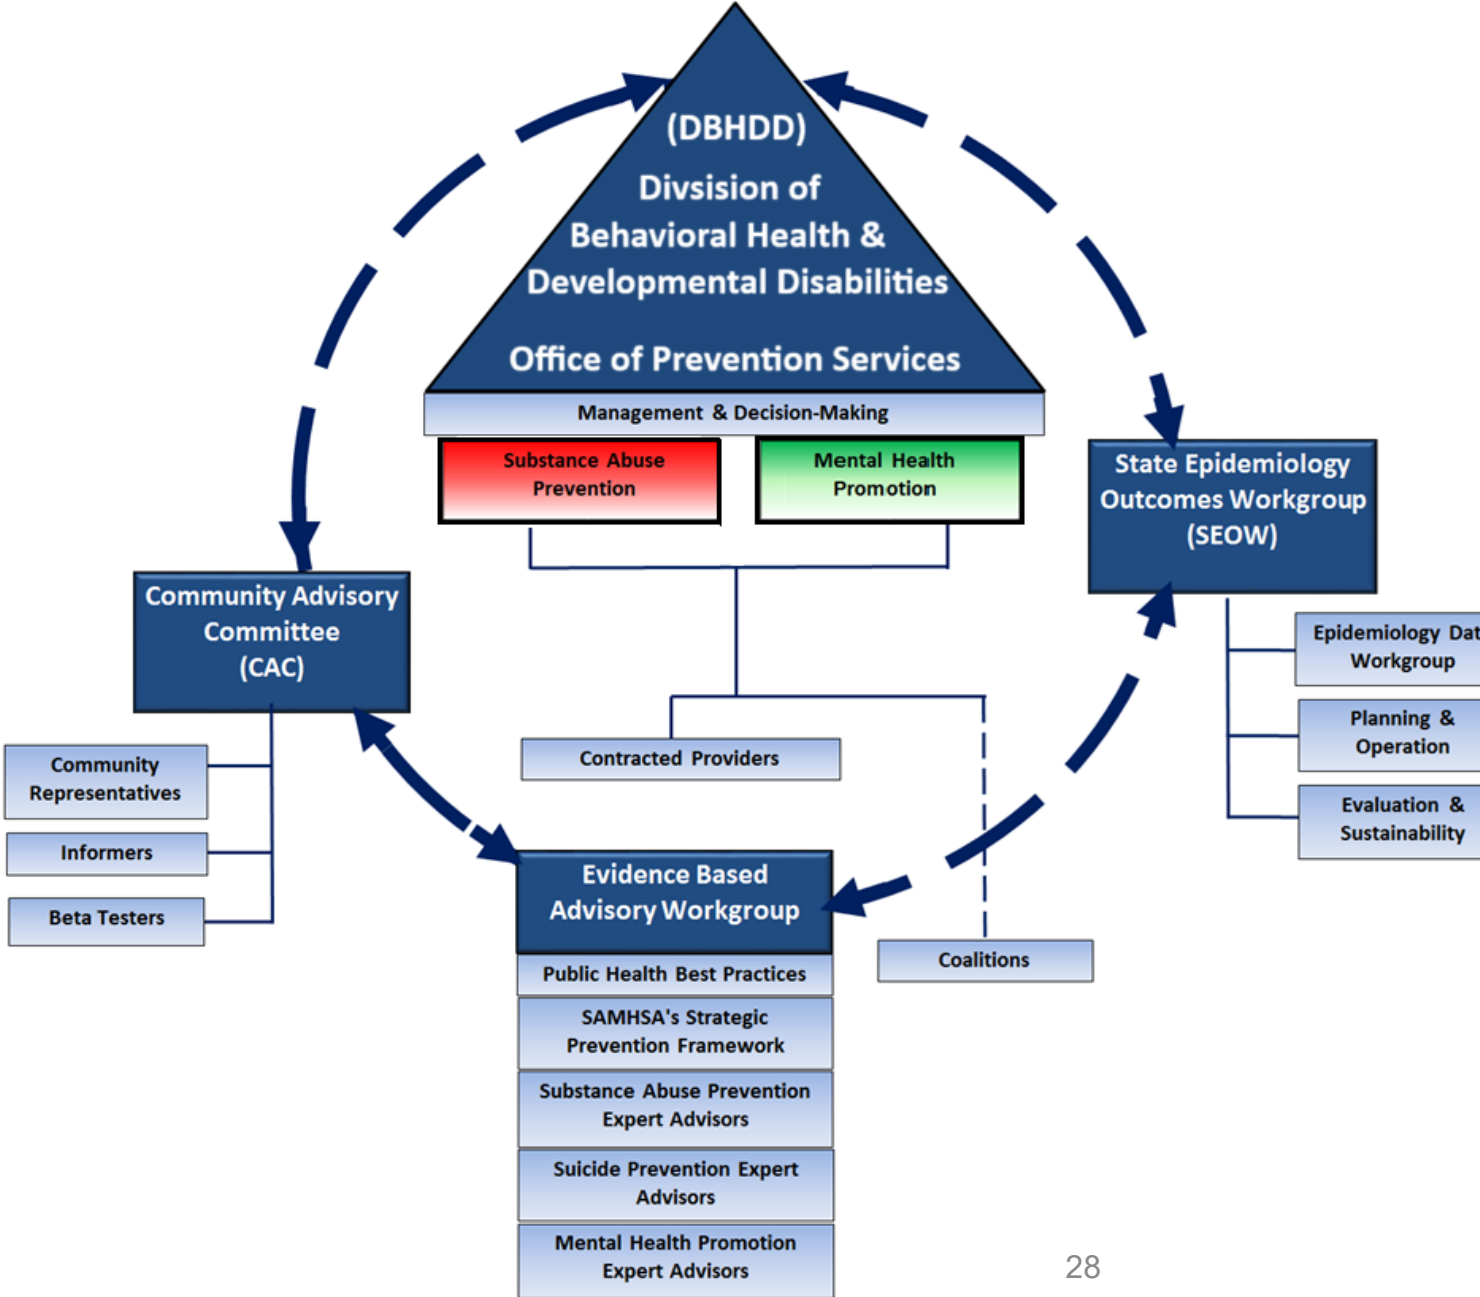 (DBHDD)
Divsision of
Behavioral Health &
Developmental Disabilities
Office of Prevention Services
Management & Decision-Making
Substance Abuse
Prevention
Mental Health
Promotion
State Epidemiology
Outcomes Workgroup
(SEOW)
Epidemiology Dat
Workgroup
Planning &
Operation
Evaluation &
Sustainability
Community Advisory
Committee
(CAC)
Community
Representatives
Informers
Beta Testers
Contracted Providers
Coalitions
Evidence Based
Advisory Workgroup
Public Health Best Practices
SAMHSA's Strategic
Prevention Framework
Substance Abuse Prevention
Expert Advisors
Suicide Prevention Expert
Advisors
Mental Health Promotion
Expert Advisors
28